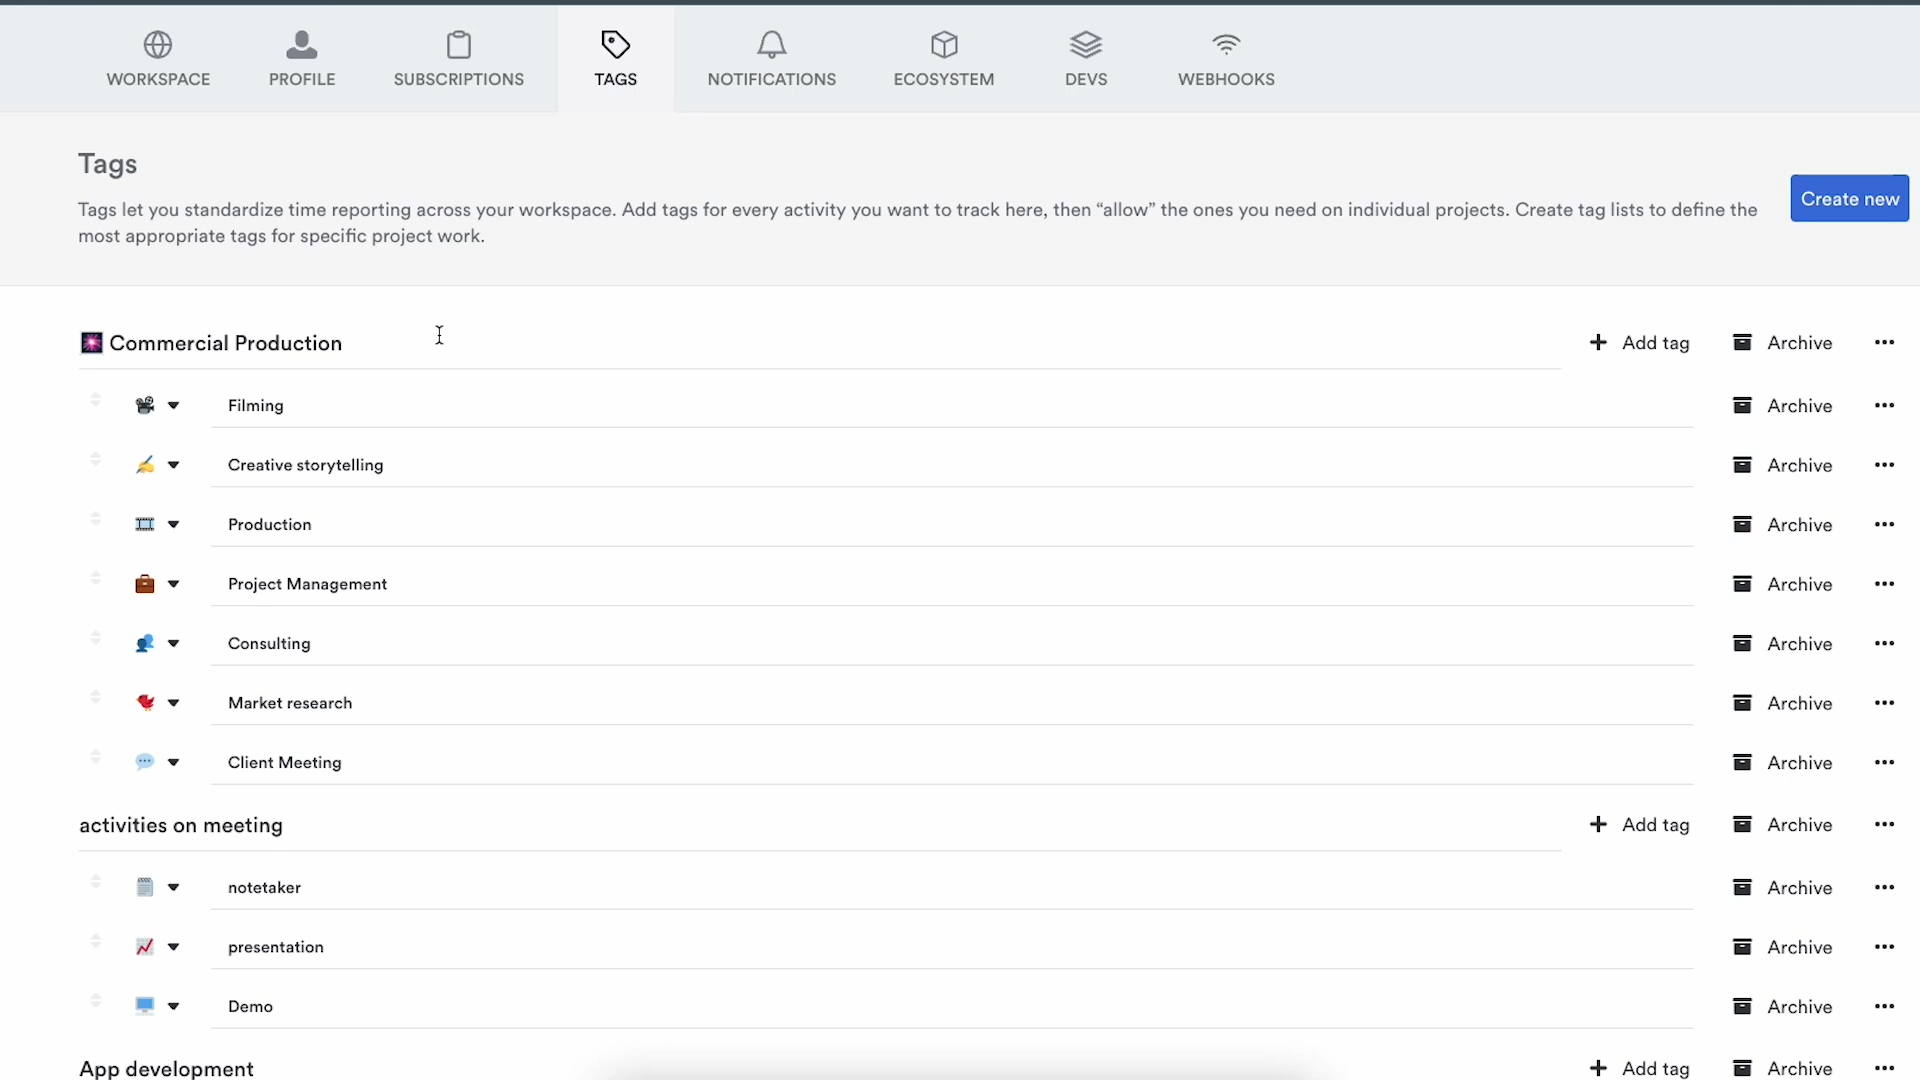 WORKSPACE PROFILE SUBSCRIPTIONS TAGS NOTIFICATIONS ECOSYSTEM DEVS WEBHOOKS
Tags
Tags let you standardize time reporting across your workspace. Add tags for every activity you want to track here, then “allow” the ones you need on individual projects. Create tag lists to define the
most appropriate tags for specific project work.
Create new
Commercial Production Add tag Archive
Filming Archive
Creative storytelling Archive
Production Archive
Project Management Archive
Consulting Archive
Market research Archive
Client Meeting Archive
activities on meeting Add tag Archive
notetaker Archive
presentation Archive
Demo Archive
App development Add tag Archive